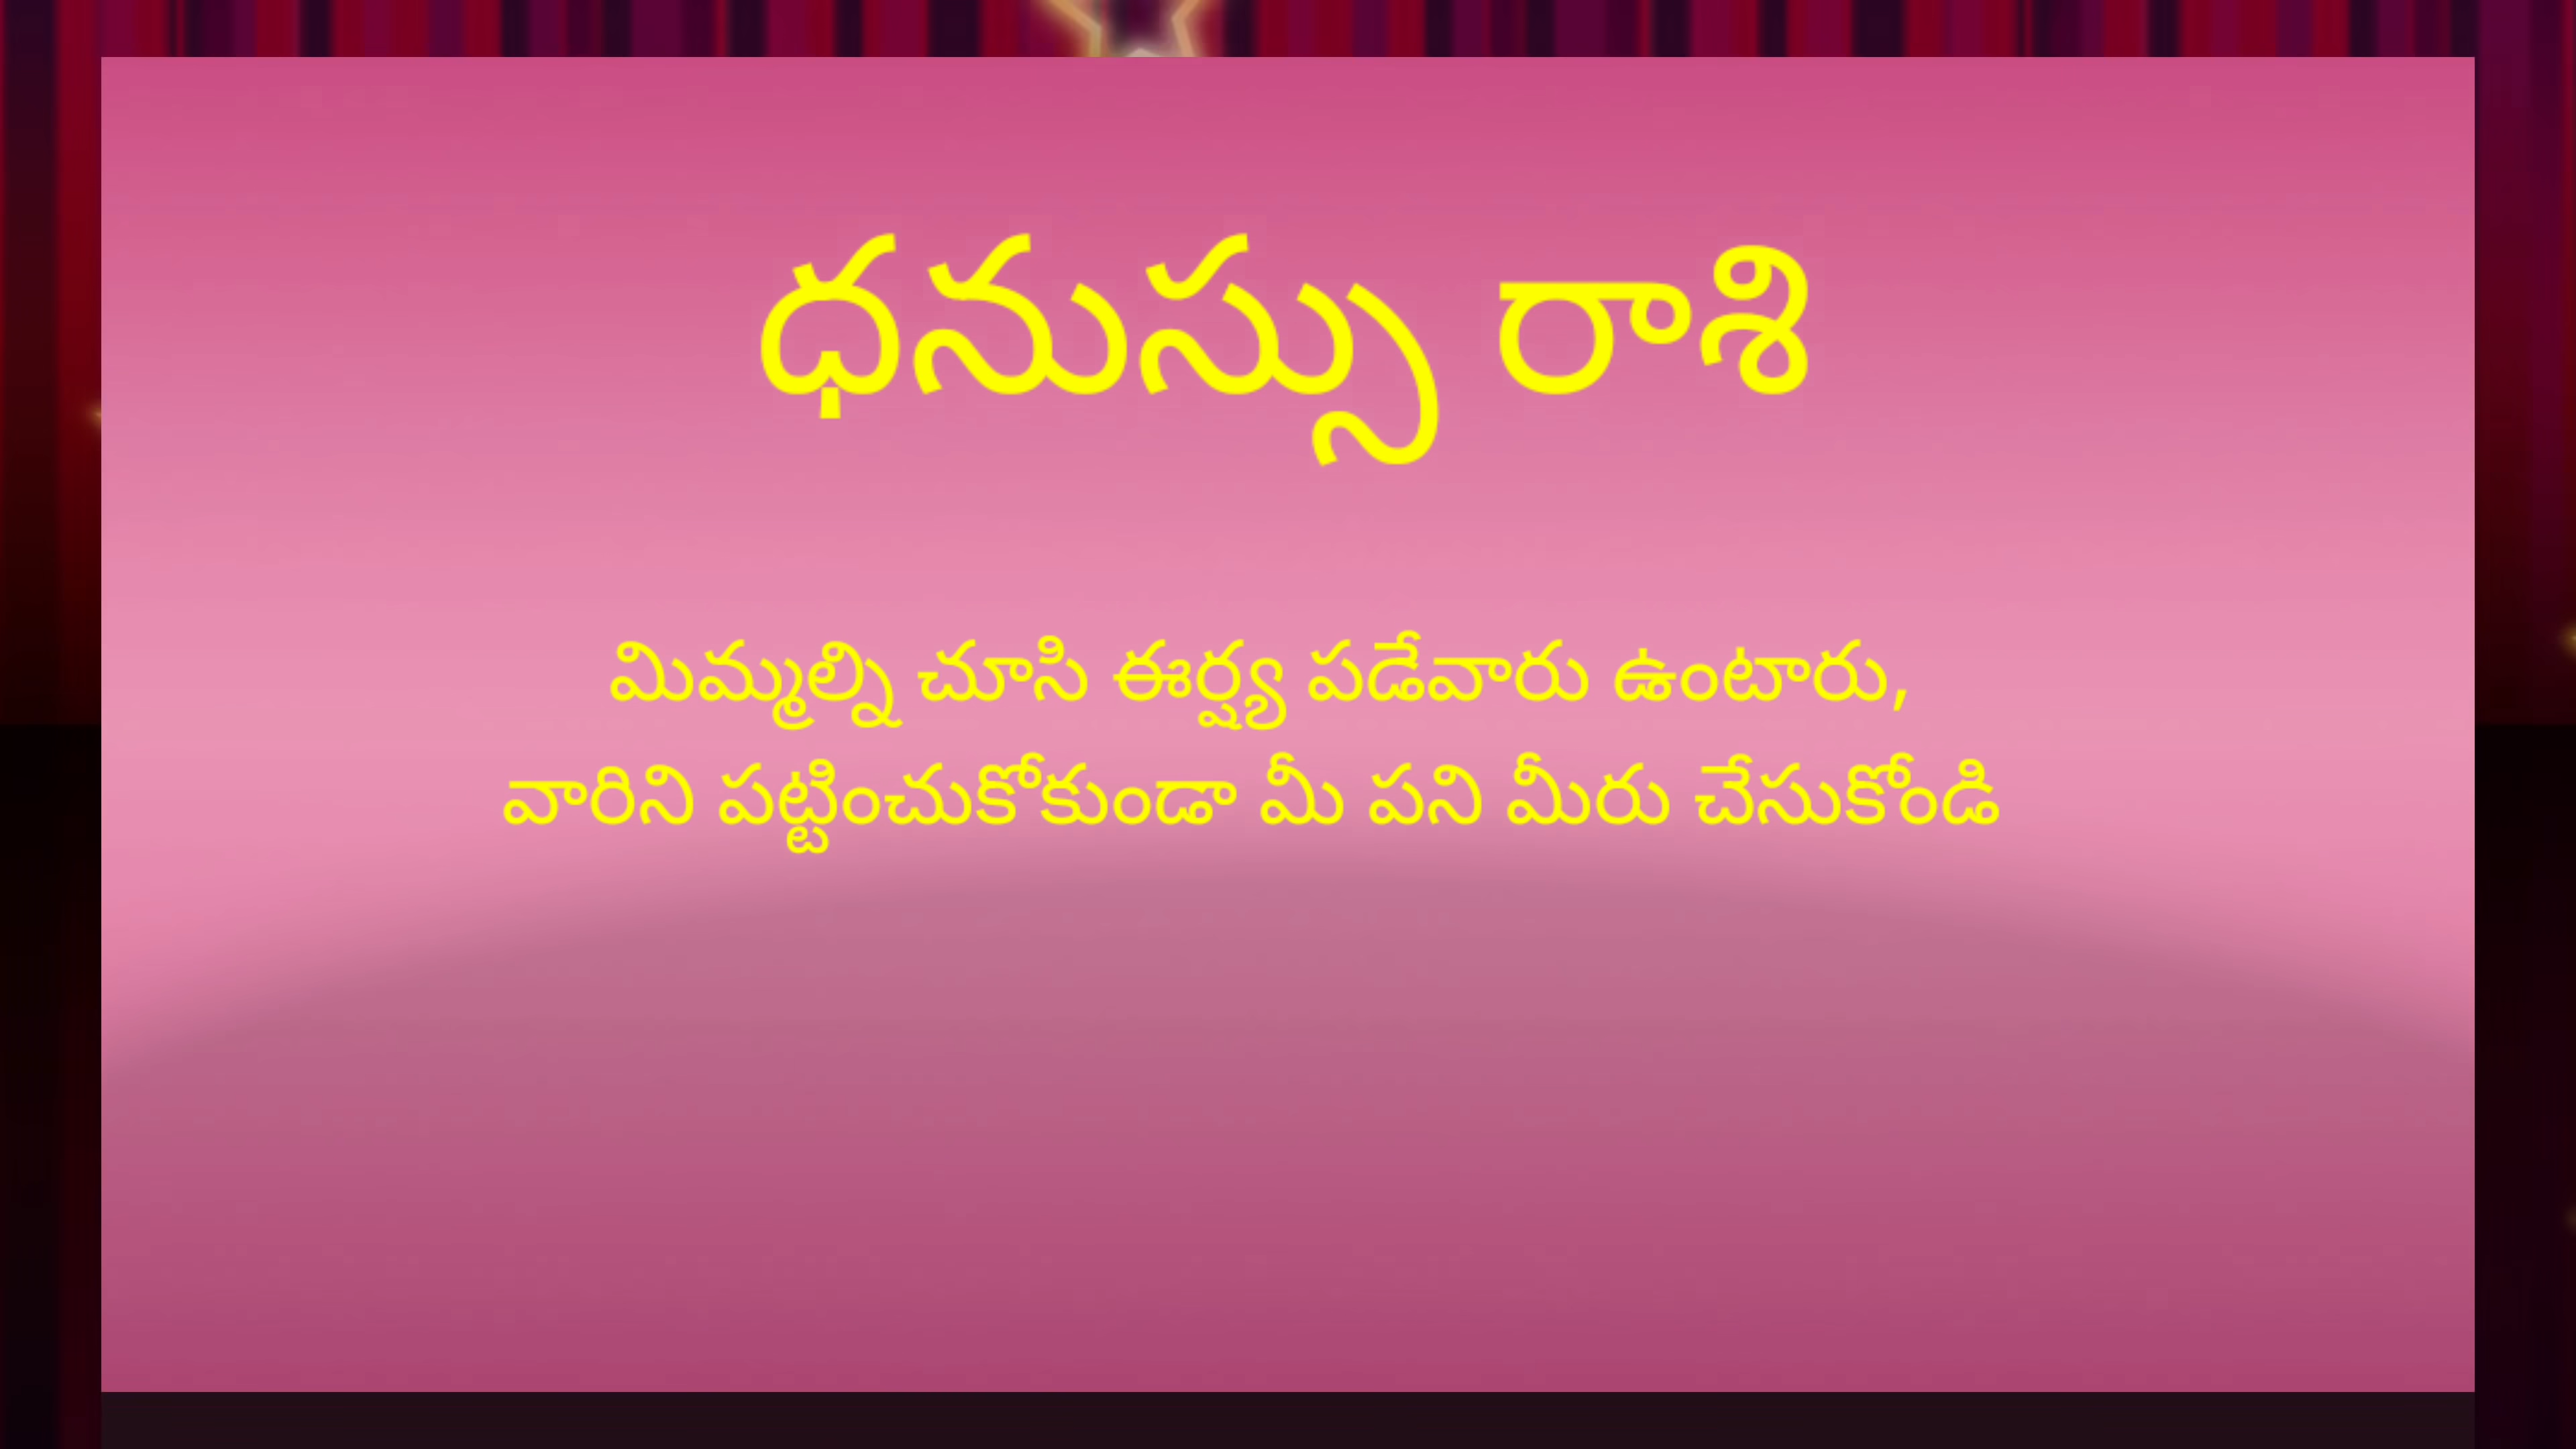 ధనుస్సు రాశి
మిమ్మల్ని చూసి ఈర్ష్య పడేవారు ఉంటారు,
వారిని పట్టించుకోకుండా మీ పని మీరు చేసుకోండి